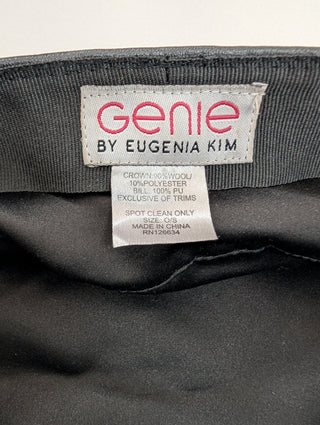 Genie
BY EUGENIA KIM
CROWN 90%WOOL/
10%POLYESTER
BILL: 100% PU
EXCLUSIVE OF TRIMS
SPOT CLEAN ONLY
SIZE: O/S
MADE IN CHINA
RN126634